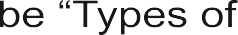 be “Types of